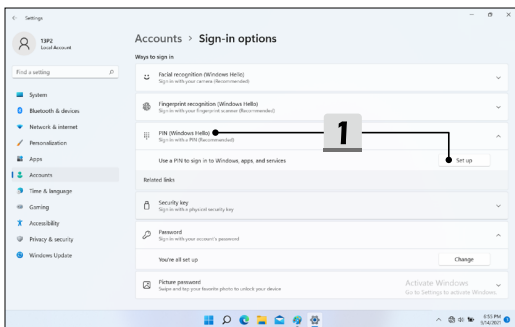 Settings
13P2
Local Account
Find a setting
System
Bluetooth & devices
Network & internet
Personalization
Apps
Accounts
Time & language
Gaming
Accessibility
Privacy & security
Windows Update
Accounts > Sign-in options
Ways to sign in
Facial recognition (Windows Hello)
Sign in with your camera (Recommended)
Fingerprint recognition (Windows Hello)
Sign in with your fingerprint scanner (Recommended)
PIN (Windows Hello)
Sign in with a PIN (Recommended)
1
Use a PIN to sign in to Windows, apps, and services
Set up
Related links
Security key
Sign in with a physical security key
Password
Sign in with your account's password
You're all set up
Change
Picture password
Swipe and tap your favorite photo to unlock your device
Activate Windows
Go to Settings to activate Windows.
8:55 PM
9/14/2021